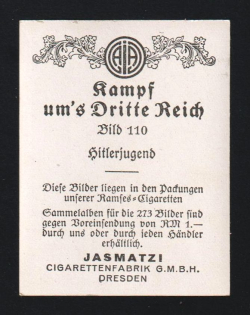 AJA
Kampf
um's Dritte Reich
Bild 110
Hitlerjugend
Diese Bilder liegen in den Packungen
unserer Ramses-Cigaretten
Sammelalben für die 273 Bilder sind
gegen Voreinsendung von RM 1.—
durch uns oder durch jeden Händler
erhältlich.
JASMATZI
CIGARETTENFABRIK G.M.B.H.
DRESDEN